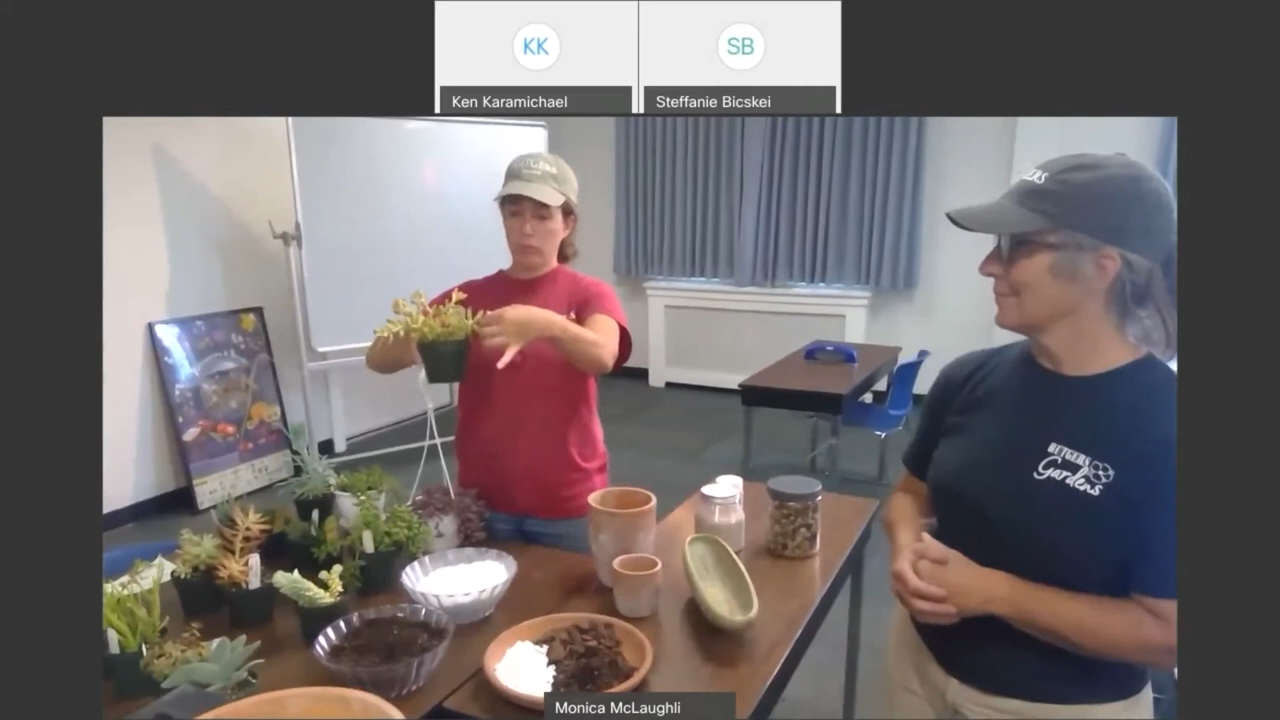 KK
SB
Ken Karamichael
Steffanie Bicskei
RUTGERS
Gardens
Monica McLaughli